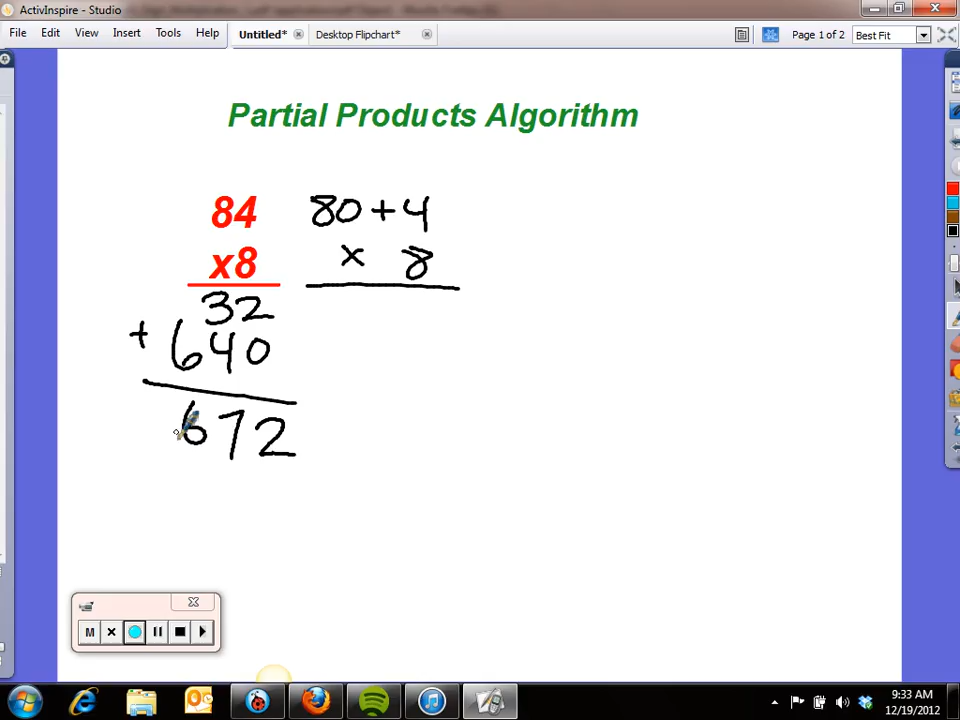 ActivInspire - Studio
File Edit View Insert Tools Help Untitled* Desktop Flipchart* Page 1 of 2 Best Fit
Partial Products Algorithm
84
x8
32
+ 640
672
80+4
x 8
M
9:33 AM
12/19/2012